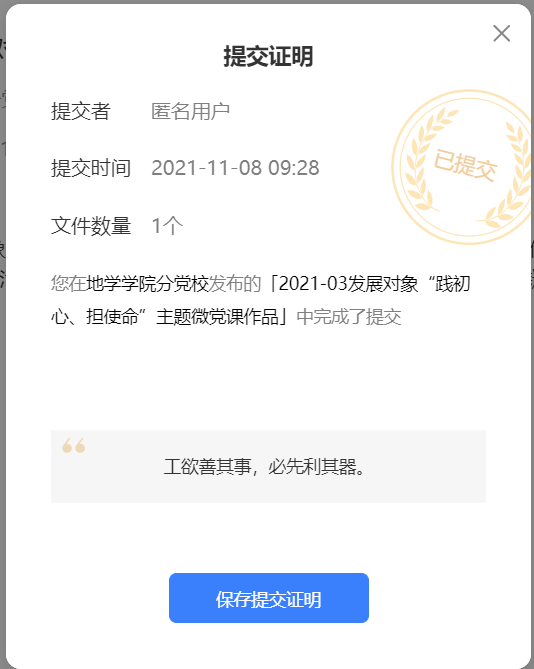 提交证明
提交者 匿名用户
已提交
提交时间 2021-11-08 09:28
文件数量 1个
您在地学学院分党校发布的「2021-03发展对象“践初
心、担使命”主题微党课作品」中完成了提交
工欲善其事，必先利其器。
保存提交证明